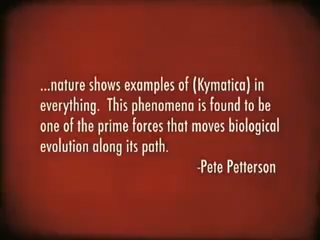 ...nature shows examples of (Kymatica) in
everything. This phenomena is found to be
one of the prime forces that moves biological
evolution along its path.
-Pete Petterson